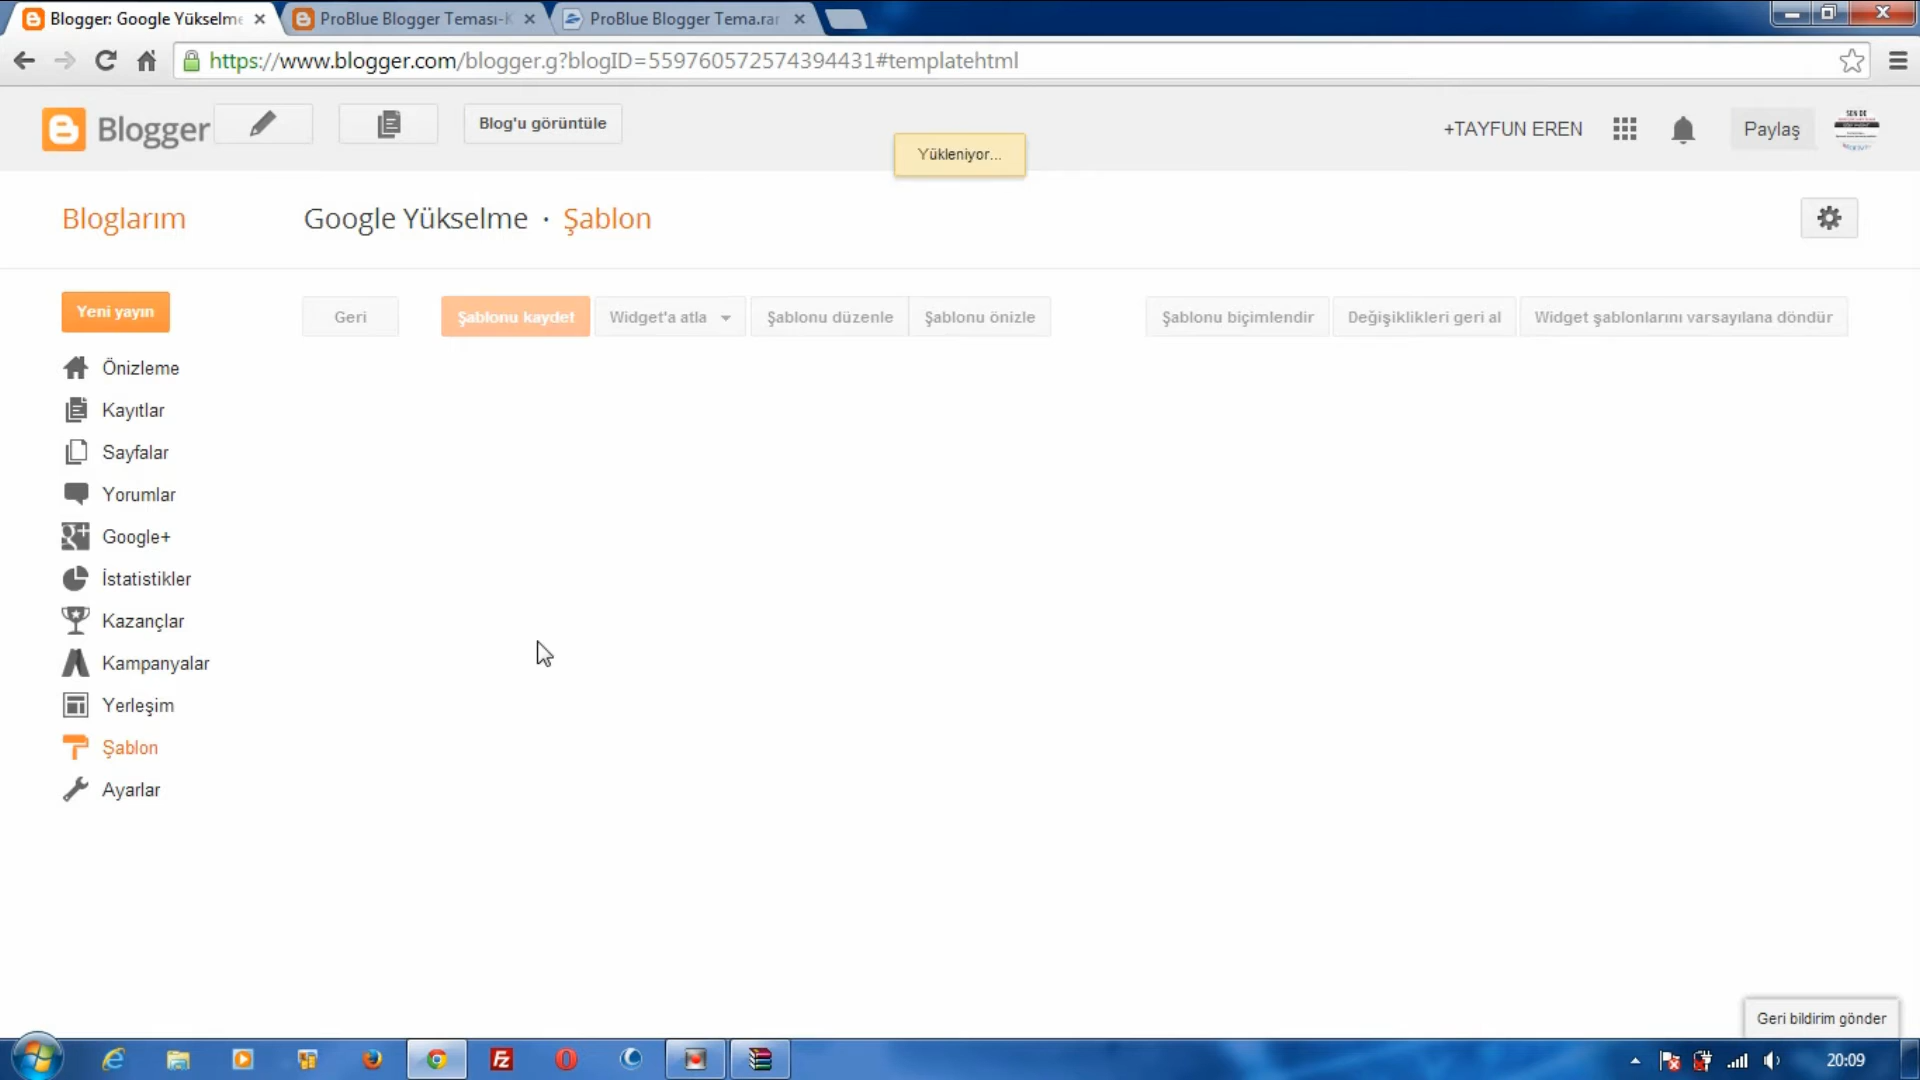 Blogger: Google Yükselme
ProBlue Blogger Teması-K
ProBlue Blogger Tema.rar
https://www.blogger.com/blogger.g?blogID=559760572574394431#templatehtml
Blogger
Blog'u görüntüle
Yükleniyor...
+TAYFUN EREN
Paylaş
Bloglarım
Google Yükselme · Şablon
Yeni yayın
Geri
Şablonu kaydet
Widget'a atla
Şablonu düzenle
Şablonu önizle
Şablonu biçimlendir
Değişiklikleri geri al
Widget şablonlarını varsayılana döndür
Önizleme
Kayıtlar
Sayfalar
Yorumlar
Google+
İstatistikler
Kazançlar
Kampanyalar
Yerleşim
Şablon
Ayarlar
Geri bildirim gönder
20:09